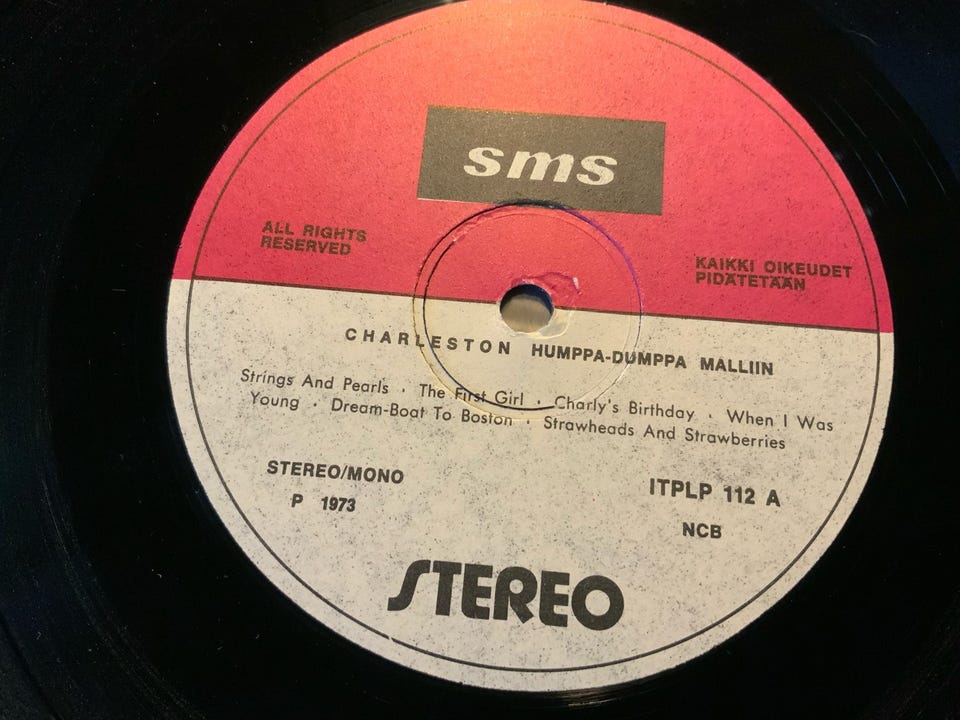 sms
ALL RIGHTS
RESERVED
KAIKKI OIKEUDET
PIDÄTETÄÄN
CHARLESTON HUMPPA-DUMPPA MALLIIN
Strings And Pearls · The First Girl · Charly's Birthday · When I Was
Young · Dream-Boat To Boston · Strawheads And Strawberries
STEREO/MONO
ITPLP 112 A
P 1973
NCB
STEREO